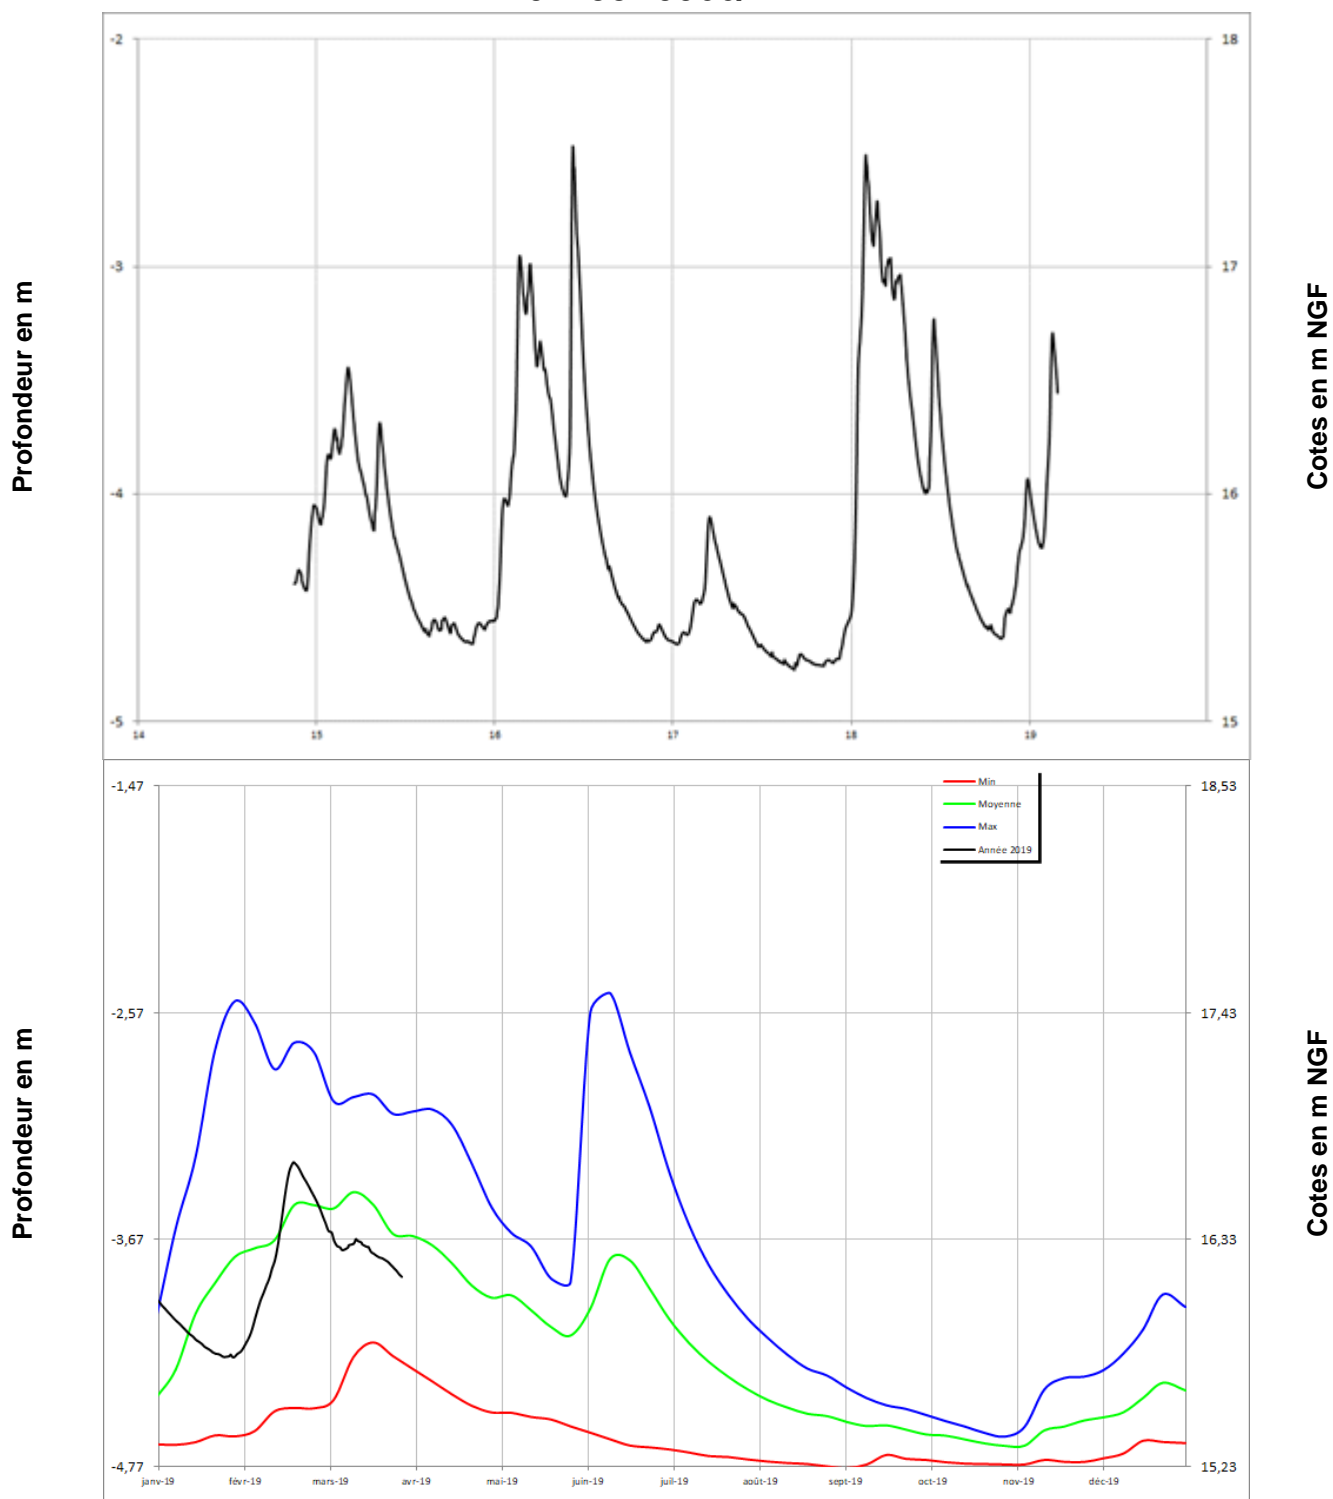 -2
18
-3
17
-4
16
-5
15
14
15
16
17
18
19
Profondeur en m
Cotes en m NGF
-1,47
18,53
Min
Moyenne
Max
Année 2019
-2,57
17,43
-3,67
16,33
-4,77
15,23
janv-19
févr-19
mars-19
avr-19
mai-19
juin-19
juil-19
août-19
sept-19
oct-19
nov-19
déc-19
Profondeur en m
Cotes en m NGF